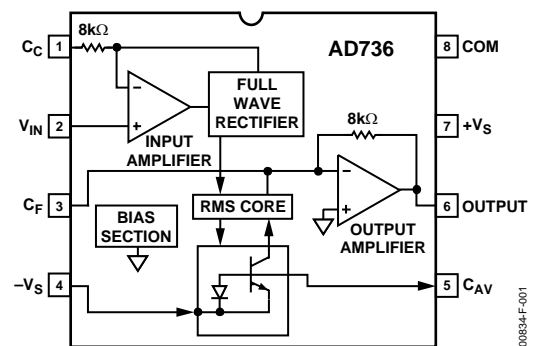 8kΩ
CC 1
AD736
8 COM
FULL
WAVE
RECTIFIER
8kΩ
VIN 2
− +
INPUT
AMPLIFIER
7 +VS
CF 3
RMS CORE
− +
OUTPUT
AMPLIFIER
6 OUTPUT
BIAS
SECTION
−VS 4
5 CAV
00834-F-001